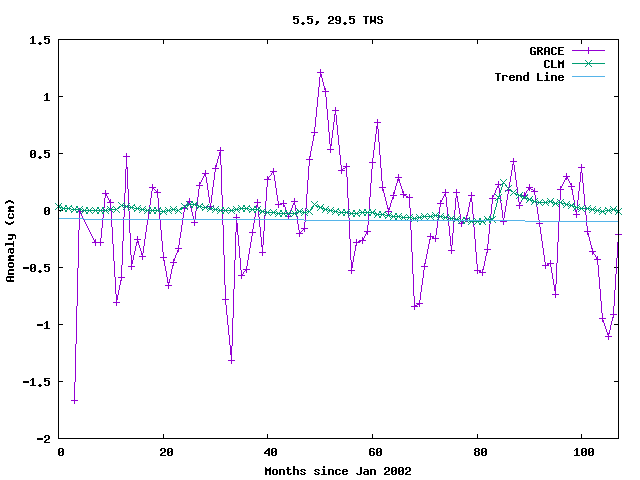 5.5, 29.5 TWS
GRACE
CLM
Trend Line
1.5
1
0.5
0
-0.5
-1
-1.5
-2
Anomaly (cm)
0 20 40 60 80 100
Months since Jan 2002